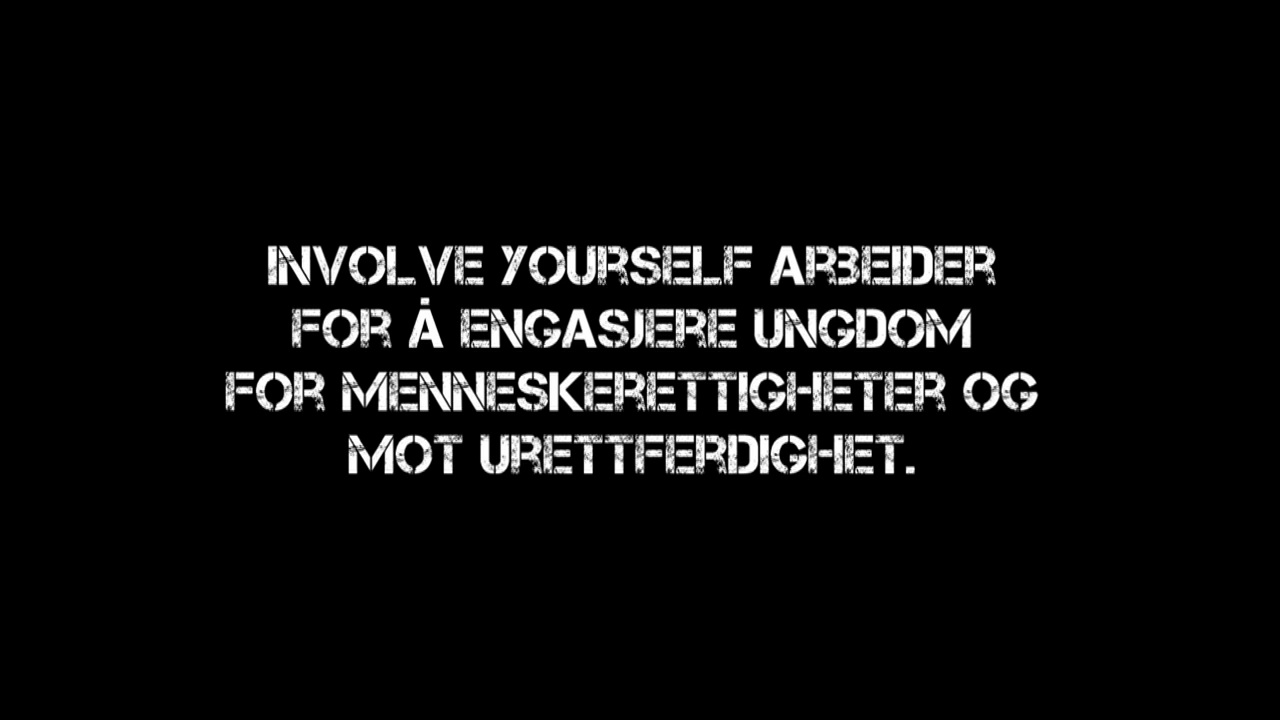 INVOLVE YOURSELF ARBEIDER
FOR Å ENGASJERE UNGDOM
FOR MENNESKERETTIGHETER OG
MOT URETTFERDIGHET.